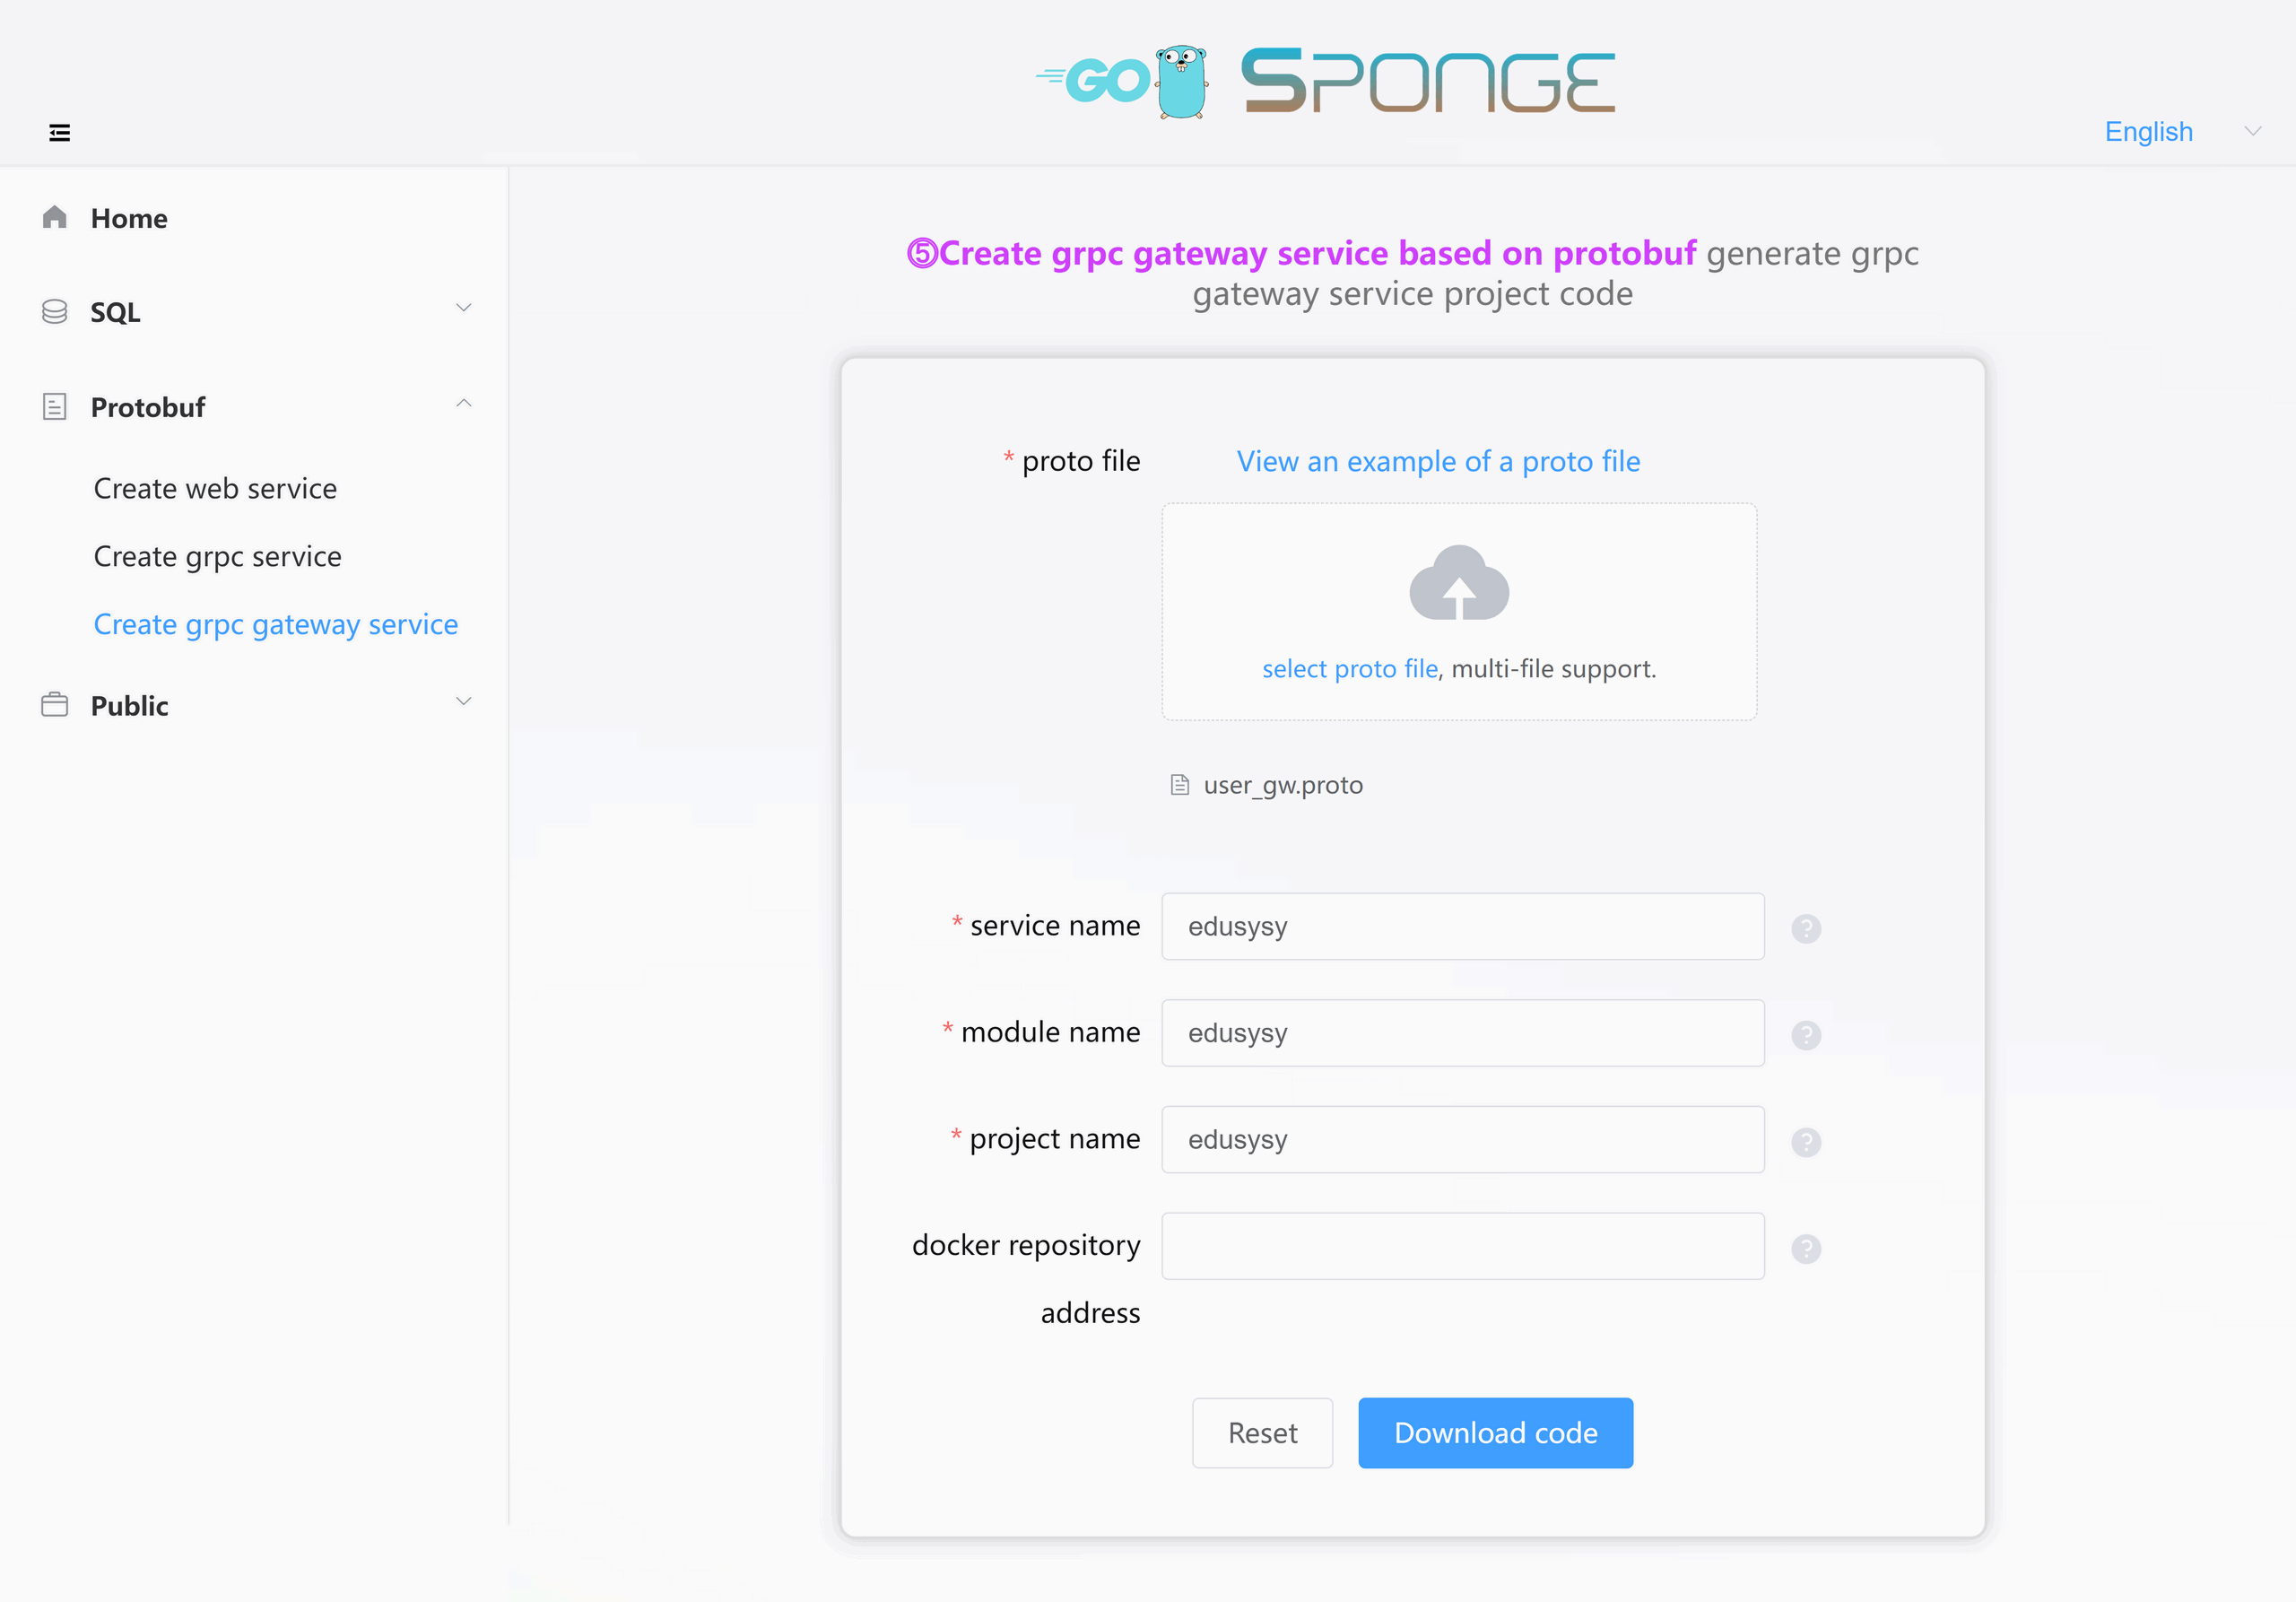 GO SPONGE
English
Home
SQL
Protobuf
Create web service
Create grpc service
Create grpc gateway service
Public
⑤Create grpc gateway service based on protobuf generate grpc
gateway service project code
* proto file
View an example of a proto file
select proto file, multi-file support.
user_gw.proto
* service name
edusysy
?
* module name
edusysy
?
* project name
edusysy
?
docker repository
address
?
Reset
Download code